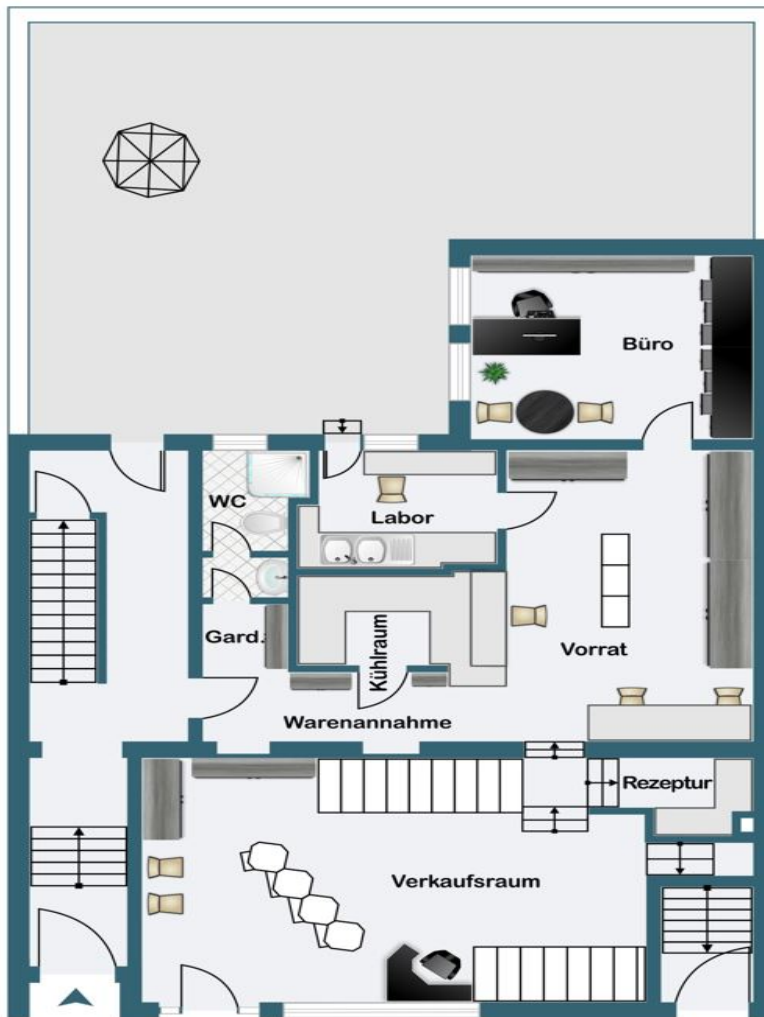 Büro
WC
Labor
Gard.
Kühlraum
Vorrat
Warenannahme
Rezeptur
Verkaufsraum